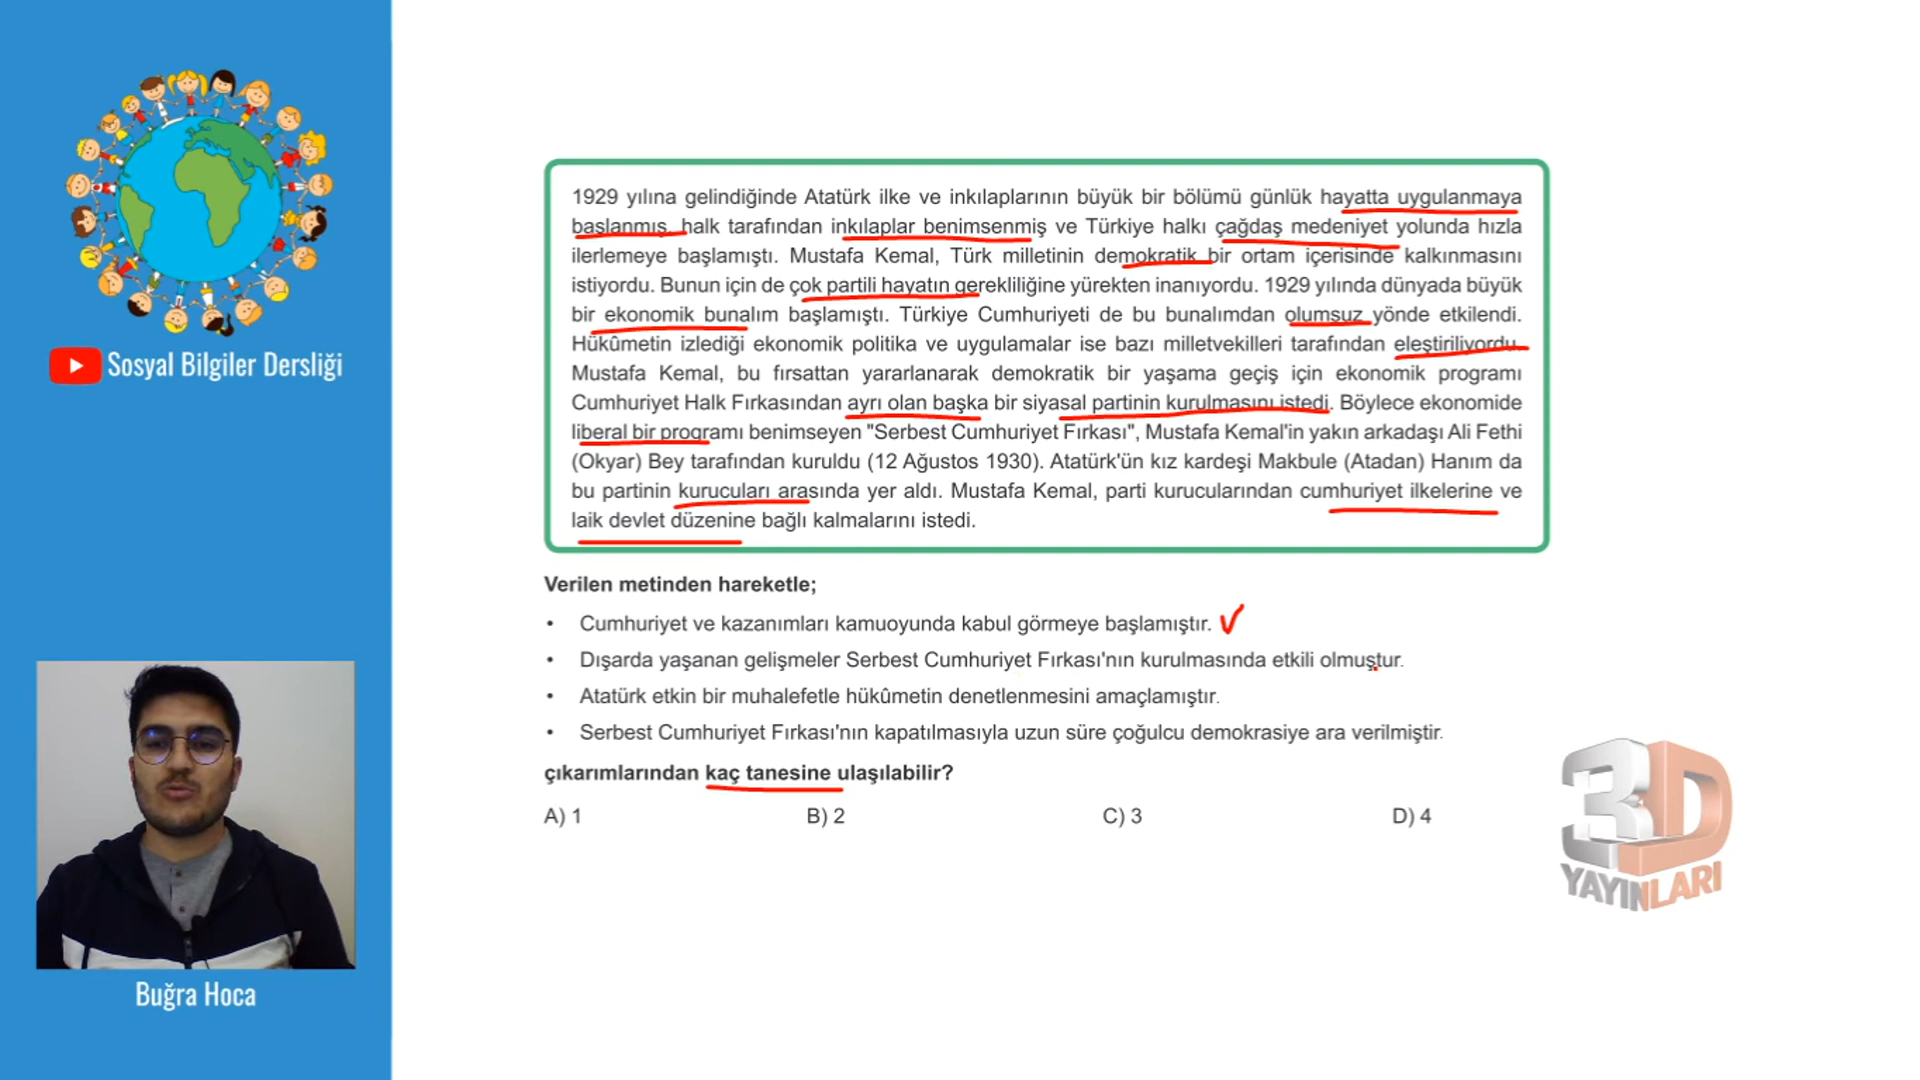 Sosyal Bilgiler Dersliği
Buğra Hoca
1929 yılına gelindiğinde Atatürk ilke ve inkılaplarının büyük bir bölümü günlük hayatta uygulanmaya
başlanmış, halk tarafından inkılaplar benimsenmiş ve Türkiye halkı çağdaş medeniyet yolunda hızla
ilerlemeye başlamıştı. Mustafa Kemal, Türk milletinin demokratik bir ortam içerisinde kalkınmasını
istiyordu. Bunun için de çok partili hayatın gerekliliğine yürekten inanıyordu. 1929 yılında dünyada büyük
bir ekonomik bunalım başlamıştı. Türkiye Cumhuriyeti de bu bunalımdan olumsuz yönde etkilendi.
Hükûmetin izlediği ekonomik politika ve uygulamalar ise bazı milletvekilleri tarafından eleştiriliyordu.
Mustafa Kemal, bu fırsattan yararlanarak demokratik bir yaşama geçiş için ekonomik programı
Cumhuriyet Halk Fırkasından ayrı olan başka bir siyasal partinin kurulmasını istedi. Böylece ekonomide
liberal bir programı benimseyen "Serbest Cumhuriyet Fırkası", Mustafa Kemal'in yakın arkadaşı Ali Fethi
(Okyar) Bey tarafından kuruldu (12 Ağustos 1930). Atatürk'ün kız kardeşi Makbule (Atadan) Hanım da
bu partinin kurucuları arasında yer aldı. Mustafa Kemal, parti kurucularından cumhuriyet ilkelerine ve
laik devlet düzenine bağlı kalmalarını istedi.
Verilen metinden hareketle;
• Cumhuriyet ve kazanımları kamuoyunda kabul görmeye başlamıştır.
• Dışarda yaşanan gelişmeler Serbest Cumhuriyet Fırkası'nın kurulmasında etkili olmuştur.
• Atatürk etkin bir muhalefetle hükûmetin denetlenmesini amaçlamıştır.
• Serbest Cumhuriyet Fırkası'nın kapatılmasıyla uzun süre çoğulcu demokrasiye ara verilmiştir.
çıkarımlarından kaç tanesine ulaşılabilir?
A) 1 B) 2 C) 3 D) 4
3D
YAYINLARI